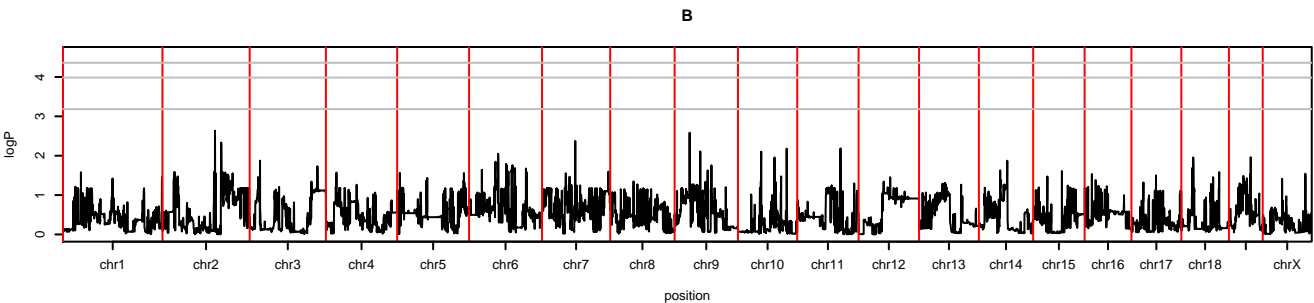 B
4
3
2
1
0
logP
chr1 chr2 chr3 chr4 chr5 chr6 chr7 chr8 chr9 chr10 chr11 chr12 chr13 chr14 chr15 chr16 chr17 chr18 chrX
position